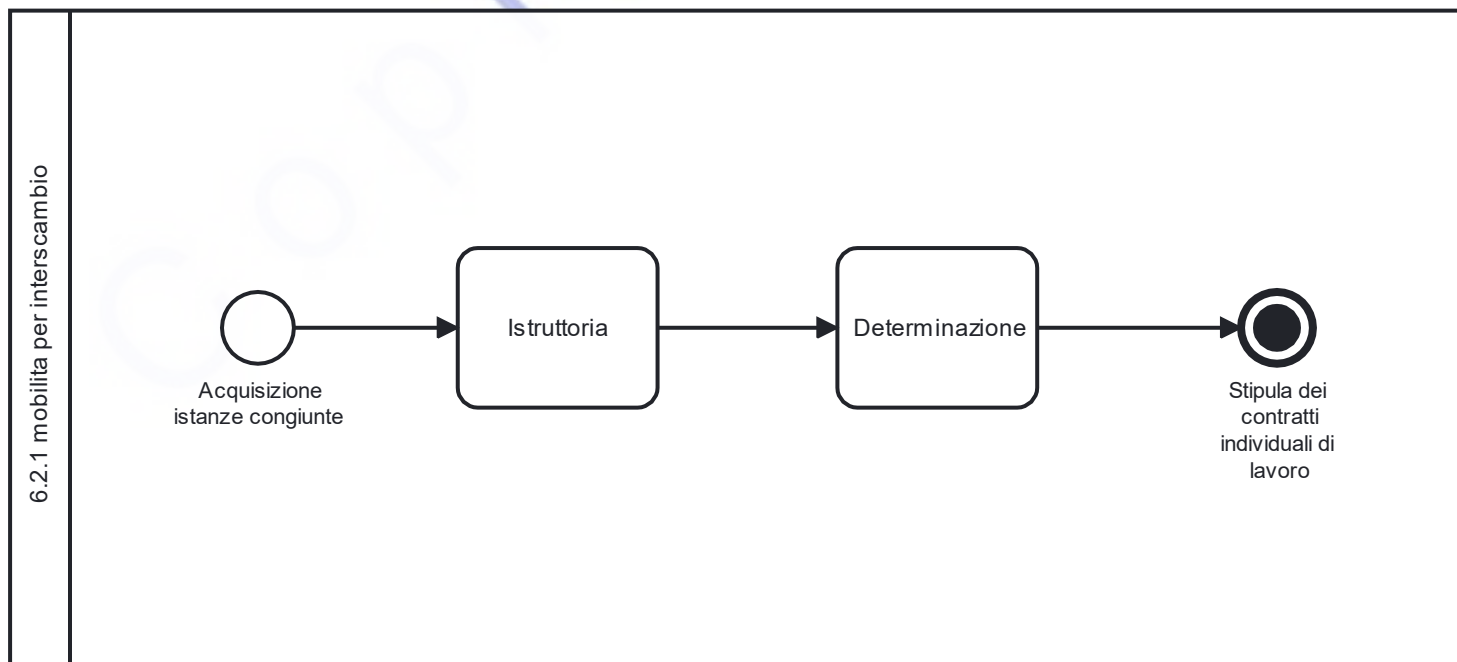 6.2.1 mobilita per interscambio
Acquisizione
istanze congiunte
Istruttoria
Determinazione
Stipula dei
contratti
individuali di
lavoro